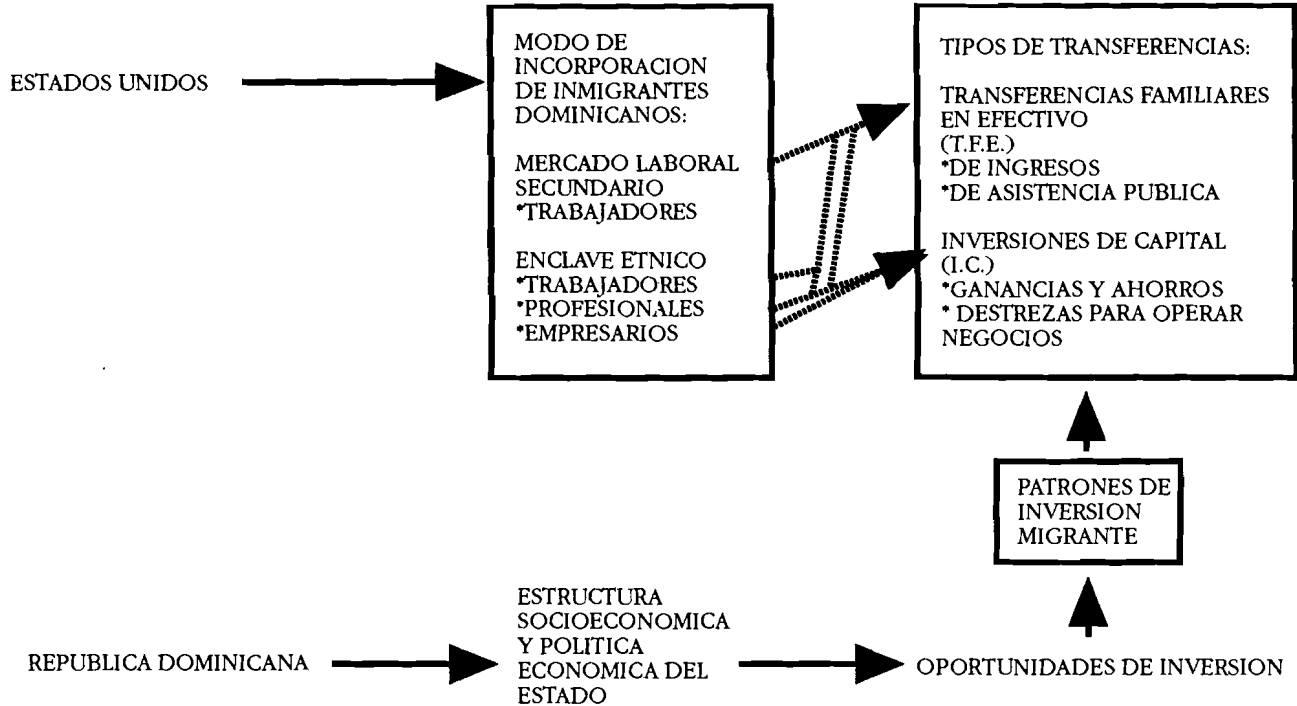 ESTADOS UNIDOS
MODO DE
INCORPORACION
DE INMIGRANTES
DOMINICANOS:
MERCADO LABORAL
SECUNDARIO
*TRABAJADORES
ENCLAVE ETNICO
*TRABAJADORES
*PROFESIONALES
*EMPRESARIOS
TIPOS DE TRANSFERENCIAS:
TRANSFERENCIAS FAMILIARES
EN EFECTIVO
(T.F.E.)
*DE INGRESOS
*DE ASISTENCIA PUBLICA
INVERSIONES DE CAPITAL
(I.C.)
*GANANCIAS Y AHORROS
* DESTREZAS PARA OPERAR
NEGOCIOS
PATRONES DE
INVERSION
MIGRANTE
REPUBLICA DOMINICANA
ESTRUCTURA
SOCIOECONOMICA
Y POLITICA
ECONOMICA DEL
ESTADO
OPORTUNIDADES DE INVERSION